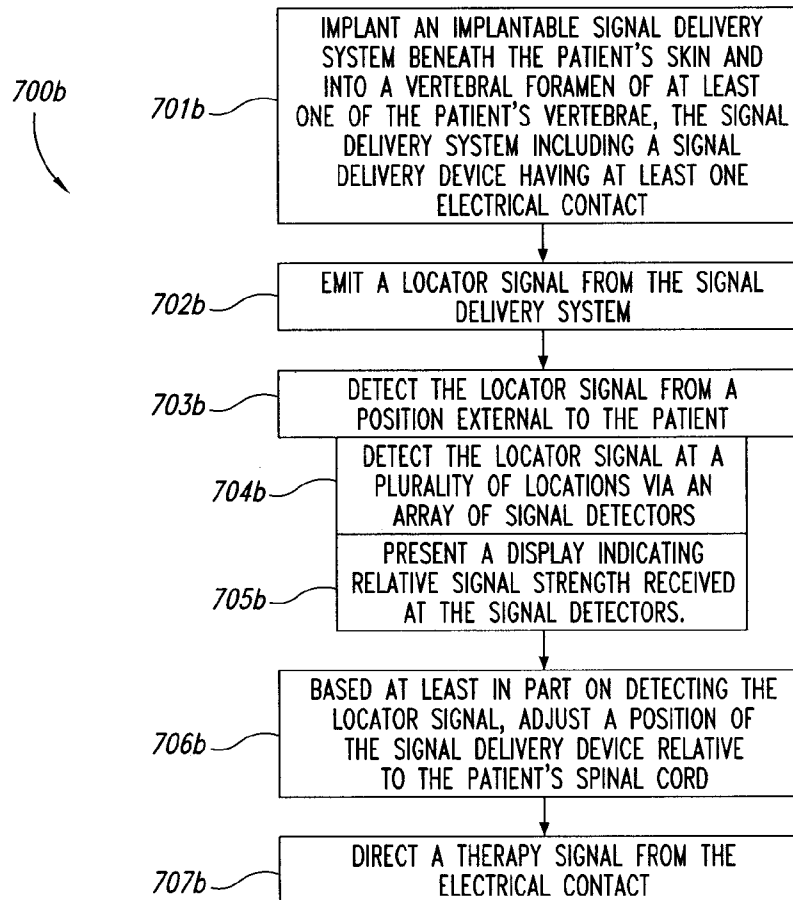 700b
701b
IMPLANT AN IMPLANTABLE SIGNAL DELIVERY
SYSTEM BENEATH THE PATIENT'S SKIN AND
INTO A VERTEBRAL FORAMEN OF AT LEAST
ONE OF THE PATIENT'S VERTEBRAE, THE SIGNAL
DELIVERY SYSTEM INCLUDING A SIGNAL
DELIVERY DEVICE HAVING AT LEAST ONE
ELECTRICAL CONTACT
702b
EMIT A LOCATOR SIGNAL FROM THE SIGNAL
DELIVERY SYSTEM
703b
DETECT THE LOCATOR SIGNAL FROM A
POSITION EXTERNAL TO THE PATIENT
704b
DETECT THE LOCATOR SIGNAL AT A
PLURALITY OF LOCATIONS VIA AN
ARRAY OF SIGNAL DETECTORS
705b
PRESENT A DISPLAY INDICATING
RELATIVE SIGNAL STRENGTH RECEIVED
AT THE SIGNAL DETECTORS.
706b
BASED AT LEAST IN PART ON DETECTING THE
LOCATOR SIGNAL, ADJUST A POSITION OF
THE SIGNAL DELIVERY DEVICE RELATIVE
TO THE PATIENT'S SPINAL CORD
707b
DIRECT A THERAPY SIGNAL FROM THE
ELECTRICAL CONTACT